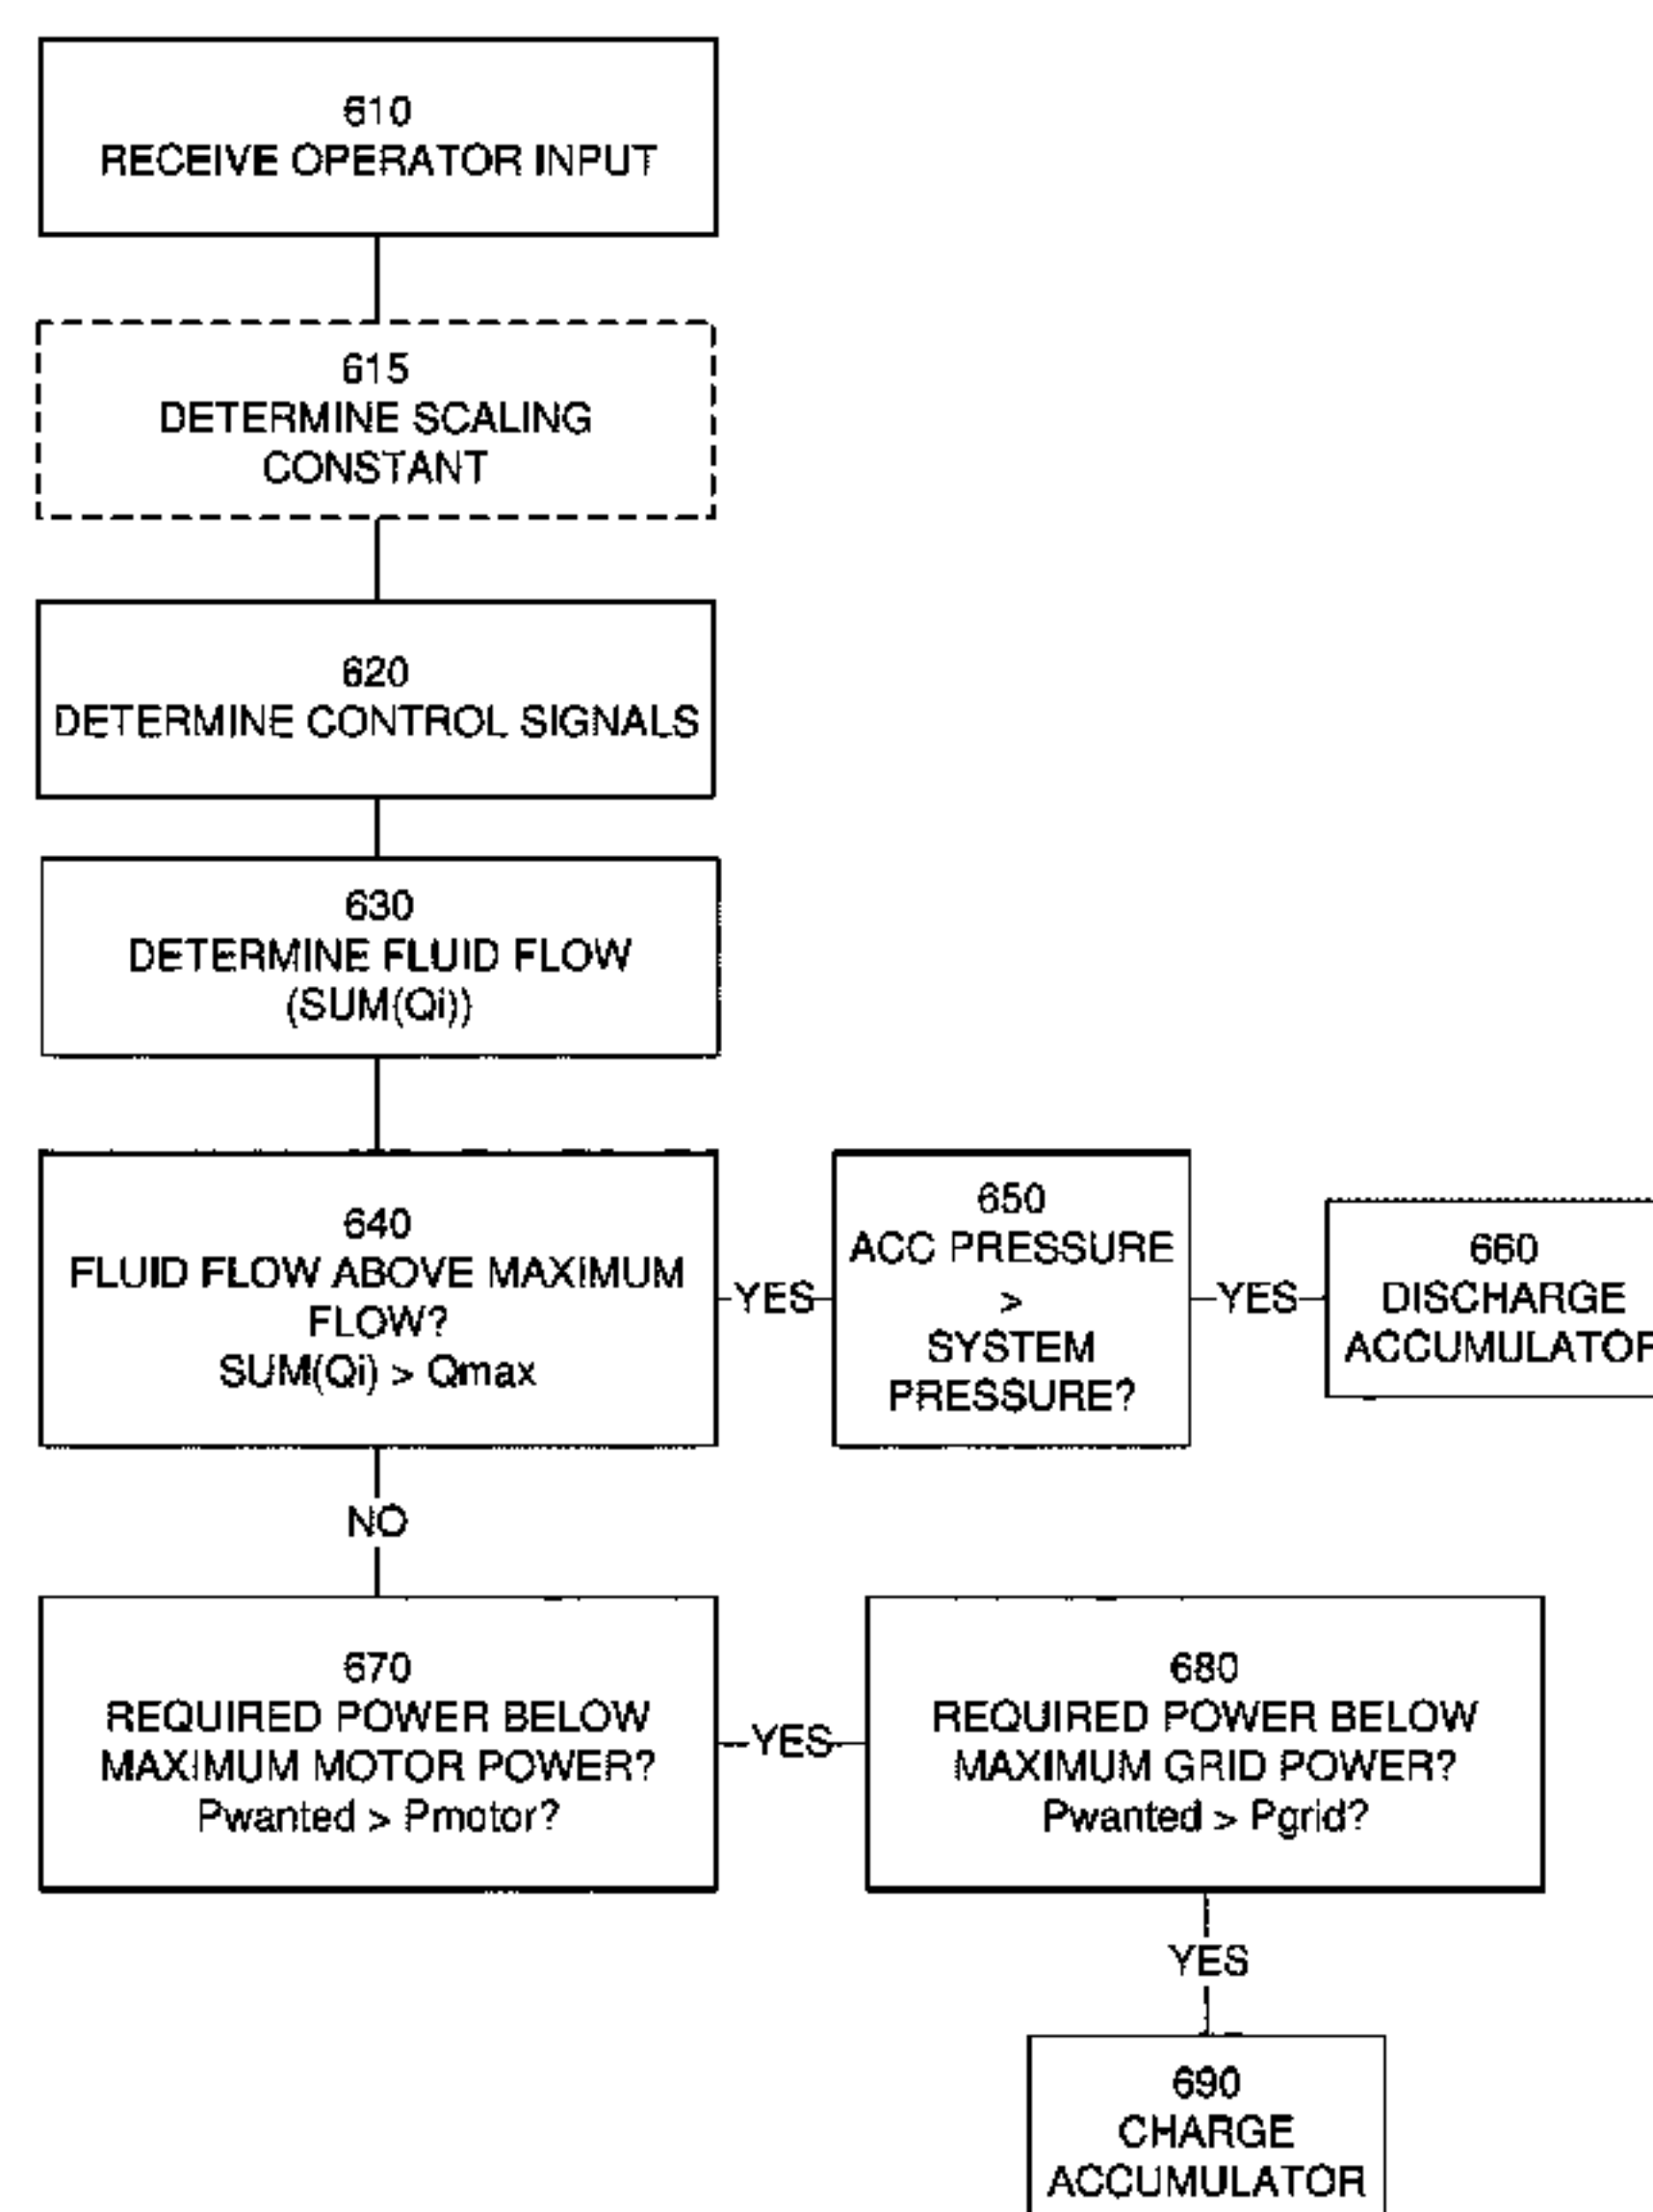 610
RECEIVE OPERATOR INPUT
615
DETERMINE SCALING
CONSTANT
620
DETERMINE CONTROL SIGNALS
630
DETERMINE FLUID FLOW
(SUM(Qi))
640
FLUID FLOW ABOVE MAXIMUM
FLOW?
SUM(Qi) > Qmax
YES
650
ACC PRESSURE
>
SYSTEM
PRESSURE?
YES
660
DISCHARGE
ACCUMULATOR
NO
670
REQUIRED POWER BELOW
MAXIMUM MOTOR POWER?
Pwanted > Pmotor?
YES
680
REQUIRED POWER BELOW
MAXIMUM GRID POWER?
Pwanted > Pgrid?
YES
690
CHARGE
ACCUMULATOR